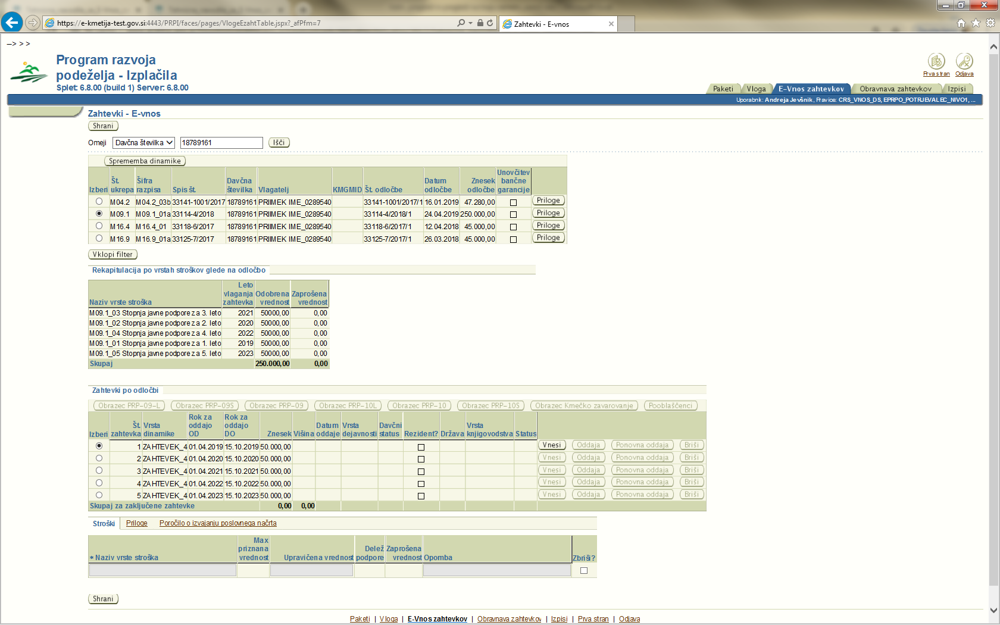 https://e-kmetija-test.gov.si:4443/PRPI/faces/pages/VlogeEzahtTable.jspx?_afPfm=7
Zahtevki - E-vnos
--> > >
Program razvoja
podeželja - Izplačila
Splet: 6.8.00 (build 1) Server: 6.8.00
Prva stran Odjava
Paketi Vloga E-Vnos zahtevkov Obravnava zahtevkov Izpisi
Uporabnik: Andreja Jevšnik, Pravice: CRS_VNOS_DS, EPRPO_POTRJEVALEC_NIVO1, ...
Zahtevki - E-vnos
Shrani
Omeji Davčna številka 18789161 Išči
Sprememba dinamike
Izberi Št. ukrepa Šifra razpisa Spis št. Davčna številka Vlagatelj KMGMID Št. odločbe Datum odločbe Znesek odločbe Unovčitev bančne garancije
M04.2 M04.2_03b 33141-1001/2017 18789161 PRIIMEK IME_0289540 33141-1001/2017/1 16.01.2019 47.280,00 Priloge
M09.1 M09.1_01a 33114-4/2018 18789161 PRIIMEK IME_0289540 33114-4/2018/1 24.04.2019 250.000,00 Priloge
M16.4 M16.4_01 33118-6/2017 18789161 PRIIMEK IME_0289540 33118-6/2017/1 12.04.2018 45.000,00 Priloge
M16.9 M16.9_01a 33125-7/2017 18789161 PRIIMEK IME_0289540 33125-7/2017/1 26.03.2018 45.000,00 Priloge
Vklopi filter
Rekapitulacija po vrstah stroškov glede na odločbo
Naziv vrste stroška Leto vlaganja zahtevka Odobrena vrednost Zaprošena vrednost
M09.1_03 Stopnja javne podpore za 3. leto 2021 50000,00 0,00
M09.1_02 Stopnja javne podpore za 2. leto 2020 50000,00 0,00
M09.1_04 Stopnja javne podpore za 4. leto 2022 50000,00 0,00
M09.1_01 Stopnja javne podpore za 1. leto 2019 50000,00 0,00
M09.1_05 Stopnja javne podpore za 5. leto 2023 50000,00 0,00
Skupaj 250.000,00 0,00
Zahtevki po odločbi
Obrazec PRP-09-L Obrazec PRP-09S Obrazec PRP-09 Obrazec PRP-10L Obrazec PRP-10 Obrazec PRP-10S Obrazec Kmečko zavarovanje Pooblaščenci
Izberi Št. zahtevka Vrsta dinamike Rok za oddajo OD Rok za oddajo DO Znesek Višina Datum oddaje Vrsta dejavnosti Davčni status Rezident? Država Vrsta knjigovodstva Status
1 ZAHTEVEK_4 01.04.2019 15.10.2019 50.000,00 Vnesi Oddaja Ponovna oddaja Briši
2 ZAHTEVEK_4 01.04.2020 15.10.2020 50.000,00 Vnesi Oddaja Ponovna oddaja Briši
3 ZAHTEVEK_4 01.04.2021 15.10.2021 50.000,00 Vnesi Oddaja Ponovna oddaja Briši
4 ZAHTEVEK_4 01.04.2022 15.10.2022 50.000,00 Vnesi Oddaja Ponovna oddaja Briši
5 ZAHTEVEK_4 01.04.2023 15.10.2023 50.000,00 Vnesi Oddaja Ponovna oddaja Briši
Skupaj za zaključene zahtevke 0,00 0,00
Stroški Priloge Poročilo o izvajanju poslovnega načrta
* Naziv vrste stroška Max priznana vrednost Upravičena vrednost Delež podpore Zaprošena vrednost Opomba Zbriši?
Shrani
Paketi | Vloga | E-Vnos zahtevkov | Obravnava zahtevkov | Izpisi | Prva stran | Odjava